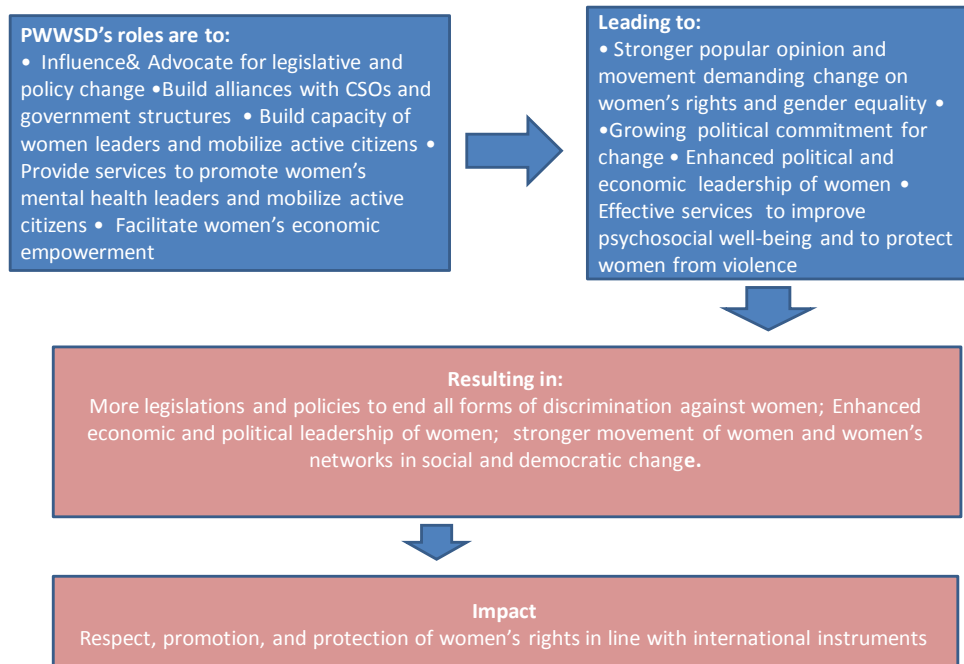 PWWSD’s roles are to:
• Influence& Advocate for legislative and
policy change •Build alliances with CSOs and
government structures • Build capacity of
women leaders and mobilize active citizens •
Provide services to promote women’s
mental health leaders and mobilize active
citizens • Facilitate women’s economic
empowerment
Leading to:
• Stronger popular opinion and
movement demanding change on
women’s rights and gender equality •
•Growing political commitment for
change • Enhanced political and
economic leadership of women •
Effective services to improve
psychosocial well-being and to protect
women from violence
Resulting in:
More legislations and policies to end all forms of discrimination against women; Enhanced
economic and political leadership of women; stronger movement of women and women’s
networks in social and democratic change.
Impact
Respect, promotion, and protection of women’s rights in line with international instruments